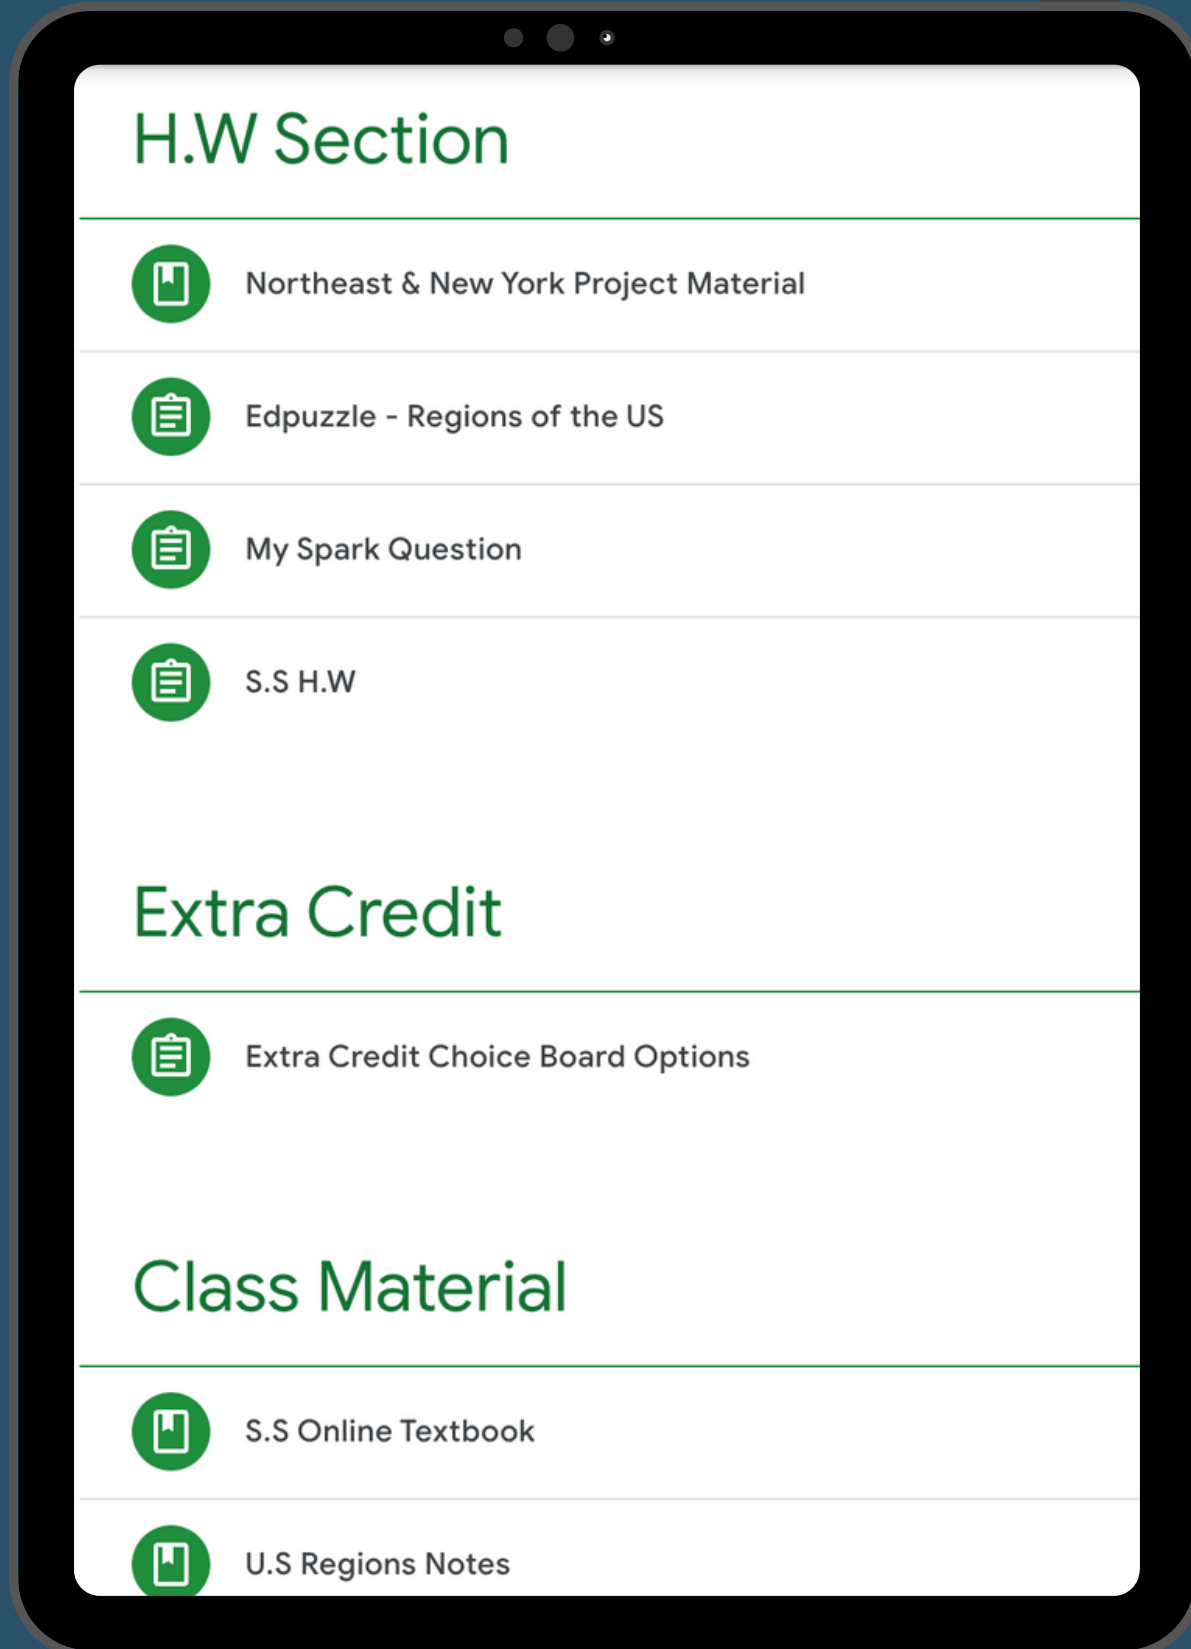 H.W Section
Northeast & New York Project Material
Edpuzzle - Regions of the US
My Spark Question
S.S H.W
Extra Credit
Extra Credit Choice Board Options
Class Material
S.S Online Textbook
U.S Regions Notes